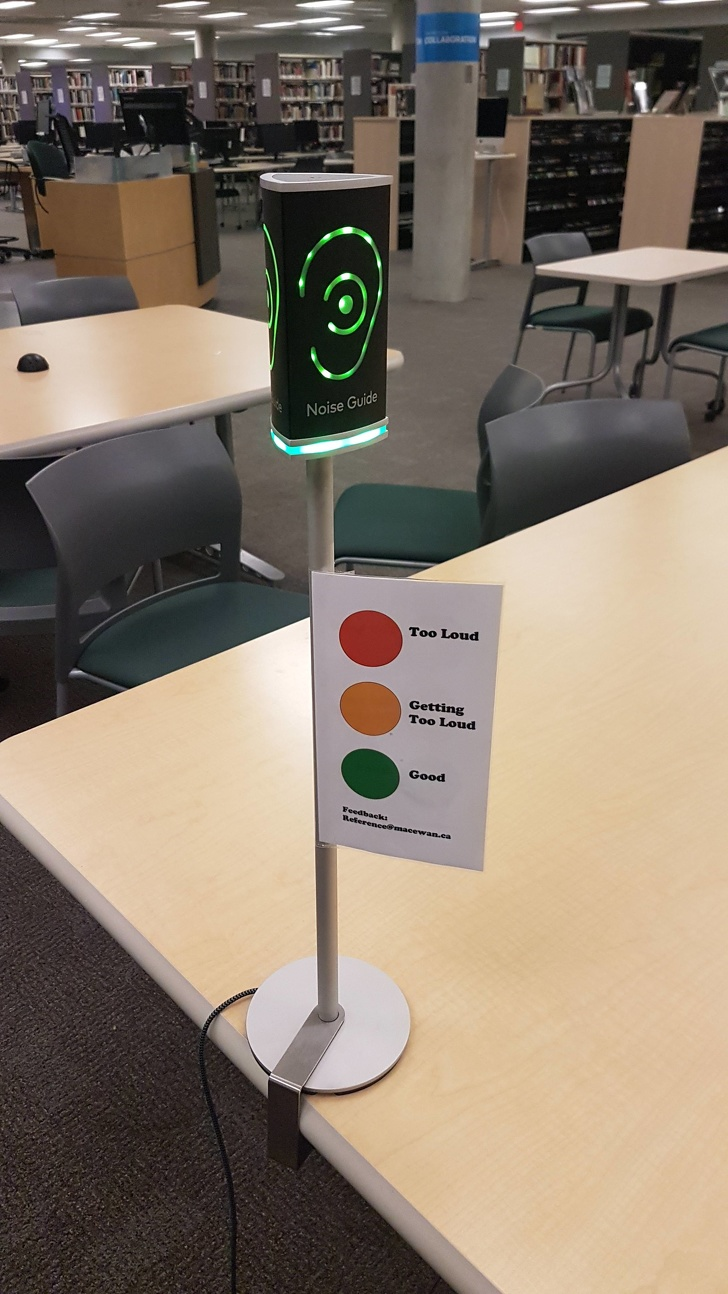 COLLABORATION
Noise Guide
Too Loud
Getting
Too Loud
Good
Feedback:
Reference@macewan.ca